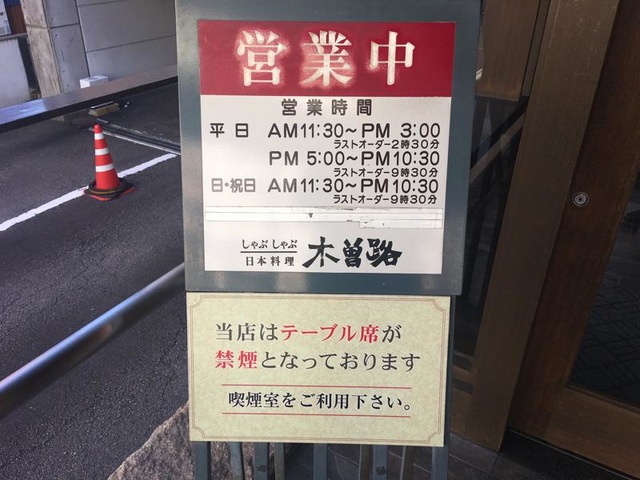 営業中
営業時間
平日 AM11:30〜PM 3:00
ラストオーダー2時30分
PM 5:00〜PM10:30
ラストオーダー9時30分
日・祝日 AM11:30〜PM10:30
ラストオーダー9時30分
しゃぶしゃぶ
日本料理 木曽路
当店はテーブル席が
禁煙となっております
喫煙室をご利用下さい。